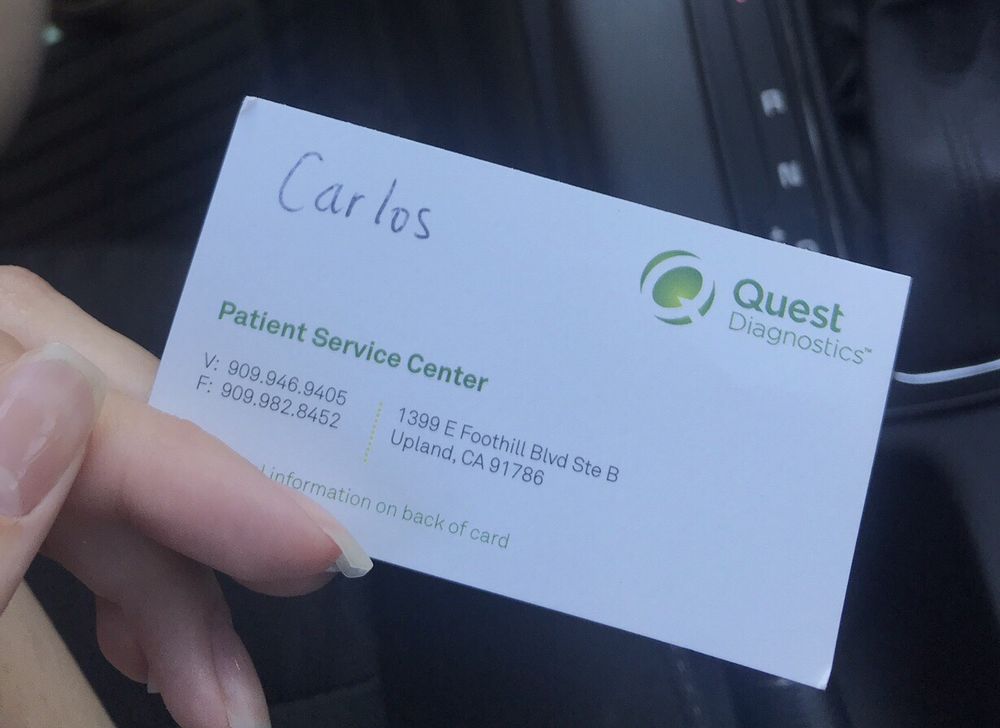 Carlos
Quest
Diagnostics™
Patient Service Center
V: 909.946.9405
F: 909.982.8452
1399 E Foothill Blvd Ste B
Upland, CA 91786
information on back of card
R
N